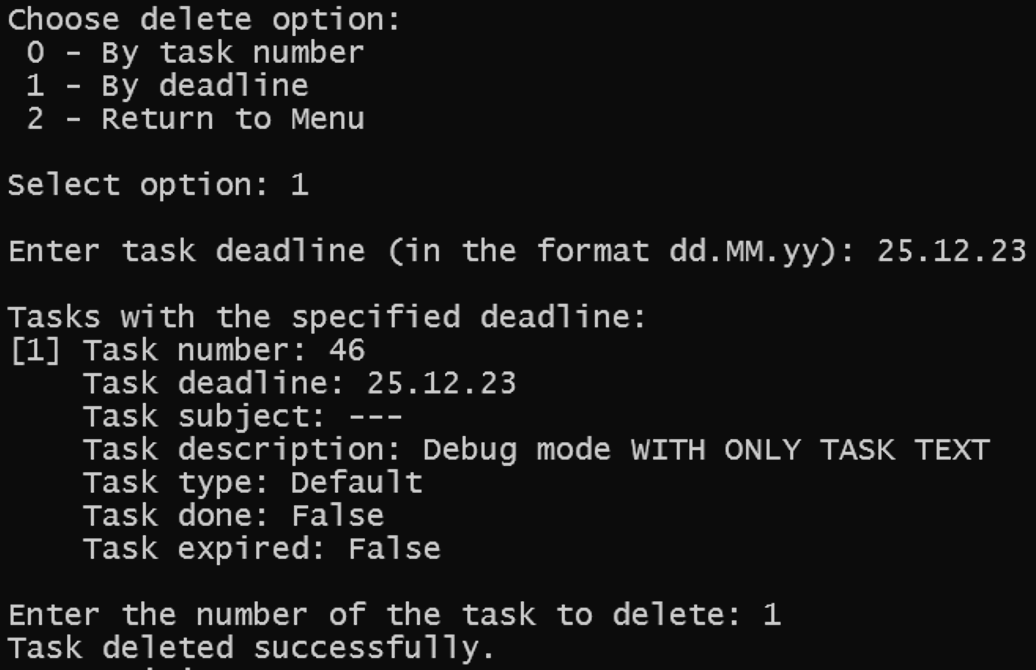 Choose delete option:
0 - By task number
1 - By deadline
2 - Return to Menu
Select option: 1
Enter task deadline (in the format dd.MM.yy): 25.12.23
Tasks with the specified deadline:
[1] Task number: 46
Task deadline: 25.12.23
Task subject: ---
Task description: Debug mode WITH ONLY TASK TEXT
Task type: Default
Task done: False
Task expired: False
Enter the number of the task to delete: 1
Task deleted successfully.